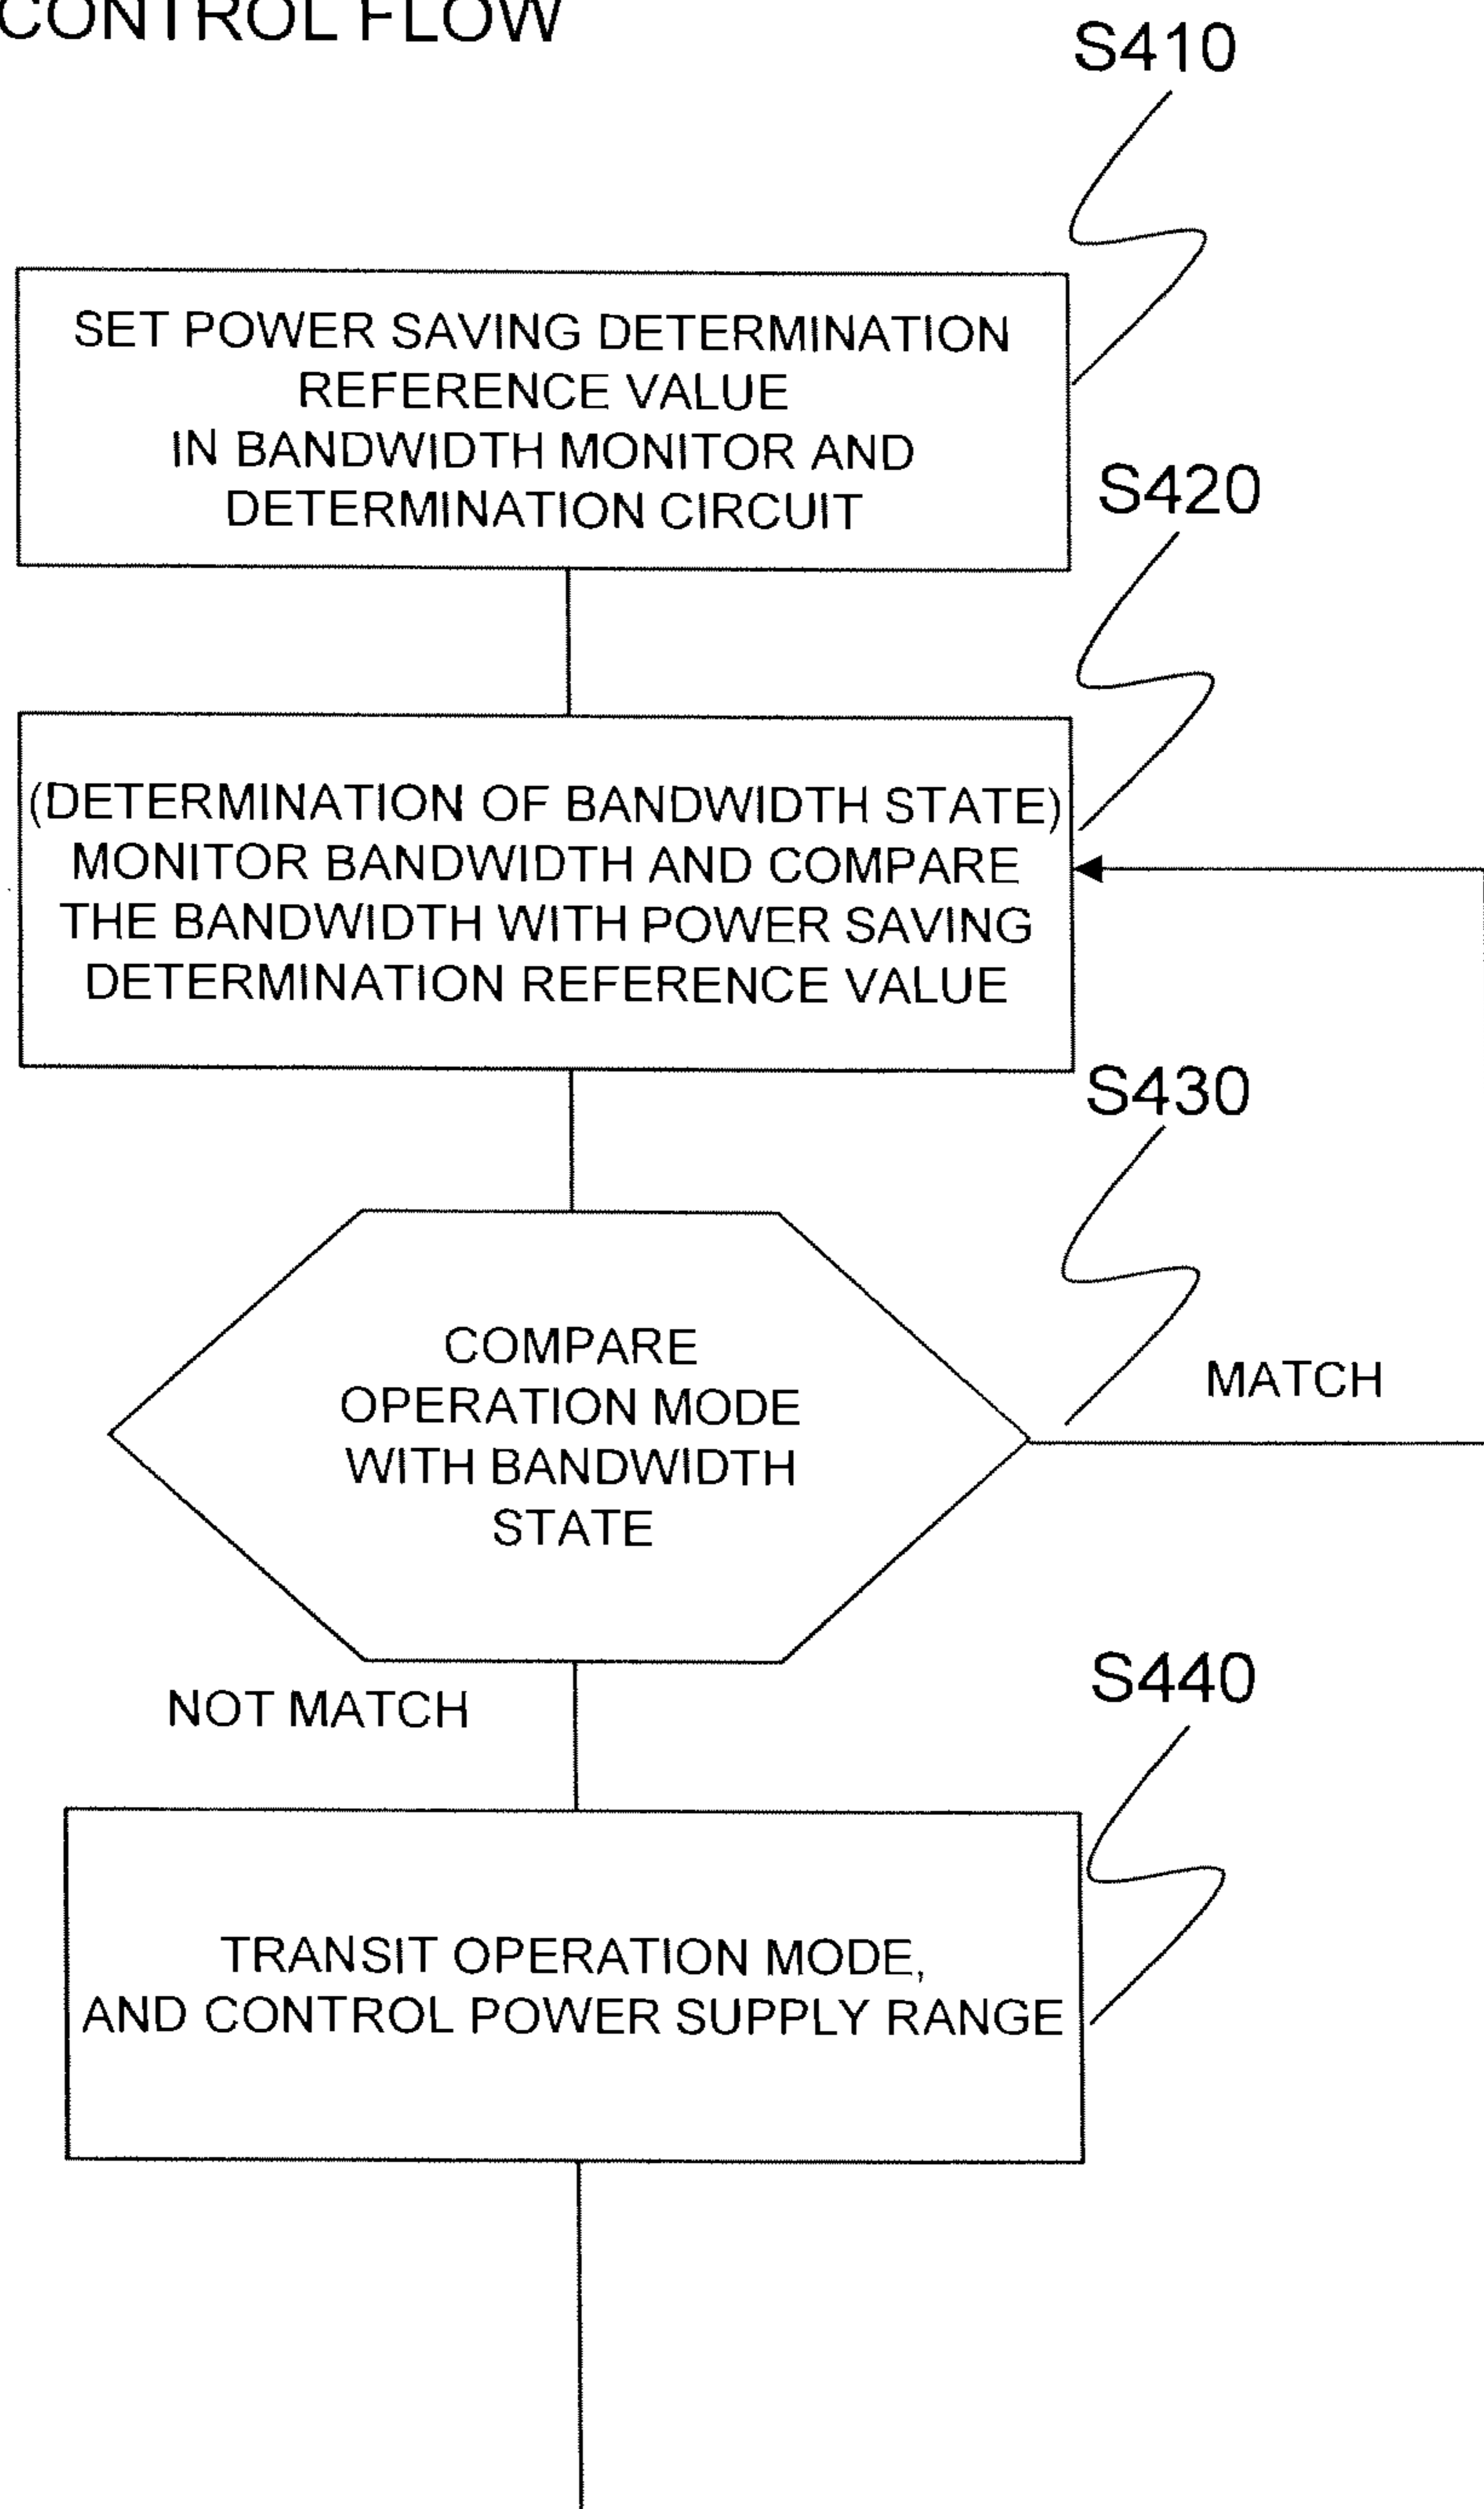 CONTROL FLOW
S410
SET POWER SAVING DETERMINATION
REFERENCE VALUE
IN BANDWIDTH MONITOR AND
DETERMINATION CIRCUIT
S420
(DETERMINATION OF BANDWIDTH STATE)
MONITOR BANDWIDTH AND COMPARE
THE BANDWIDTH WITH POWER SAVING
DETERMINATION REFERENCE VALUE
S430
COMPARE
OPERATION MODE
WITH BANDWIDTH
STATE
MATCH
NOT MATCH
S440
TRANSIT OPERATION MODE,
AND CONTROL POWER SUPPLY RANGE